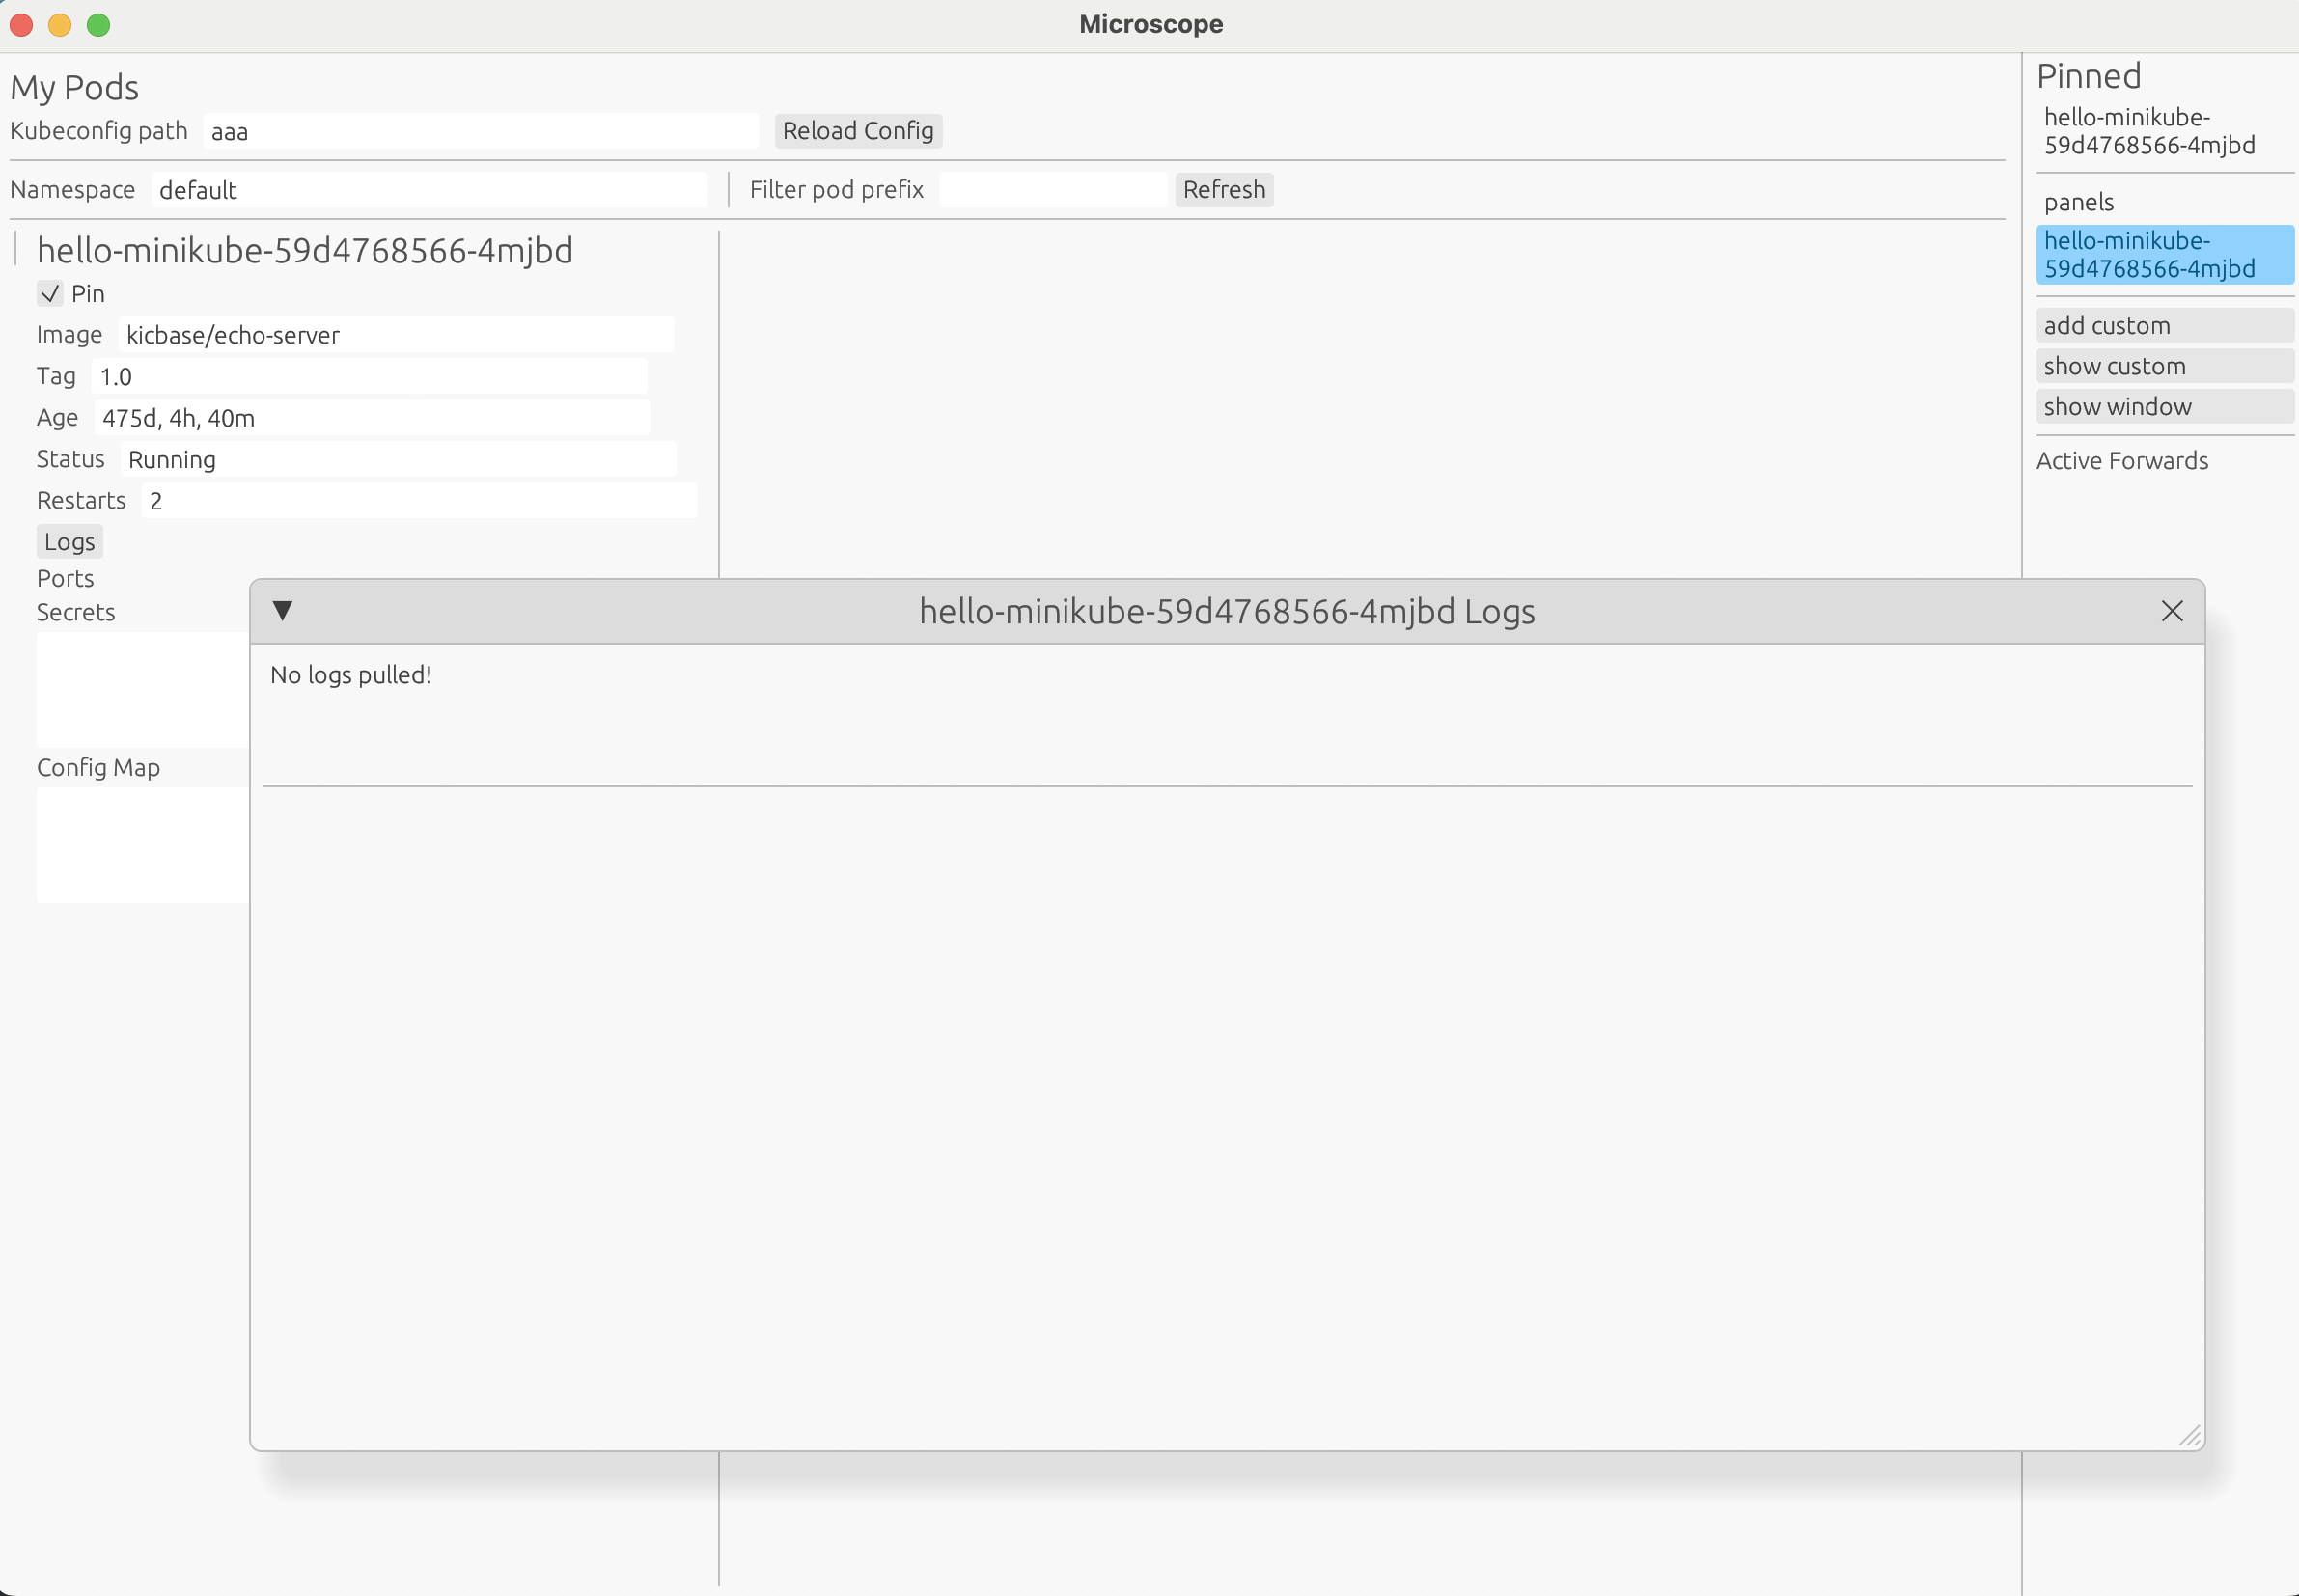 Microscope
My Pods
Kubeconfig path aaa Reload Config
Namespace default Filter pod prefix Refresh
hello-minikube-59d4768566-4mjbd
Pin
Image kicbase/echo-server
Tag 1.0
Age 475d, 4h, 40m
Status Running
Restarts 2
Logs
Ports
Secrets
Config Map
hello-minikube-59d4768566-4mjbd Logs
No logs pulled!
Pinned
hello-minikube-
59d4768566-4mjbd
panels
hello-minikube-
59d4768566-4mjbd
add custom
show custom
show window
Active Forwards